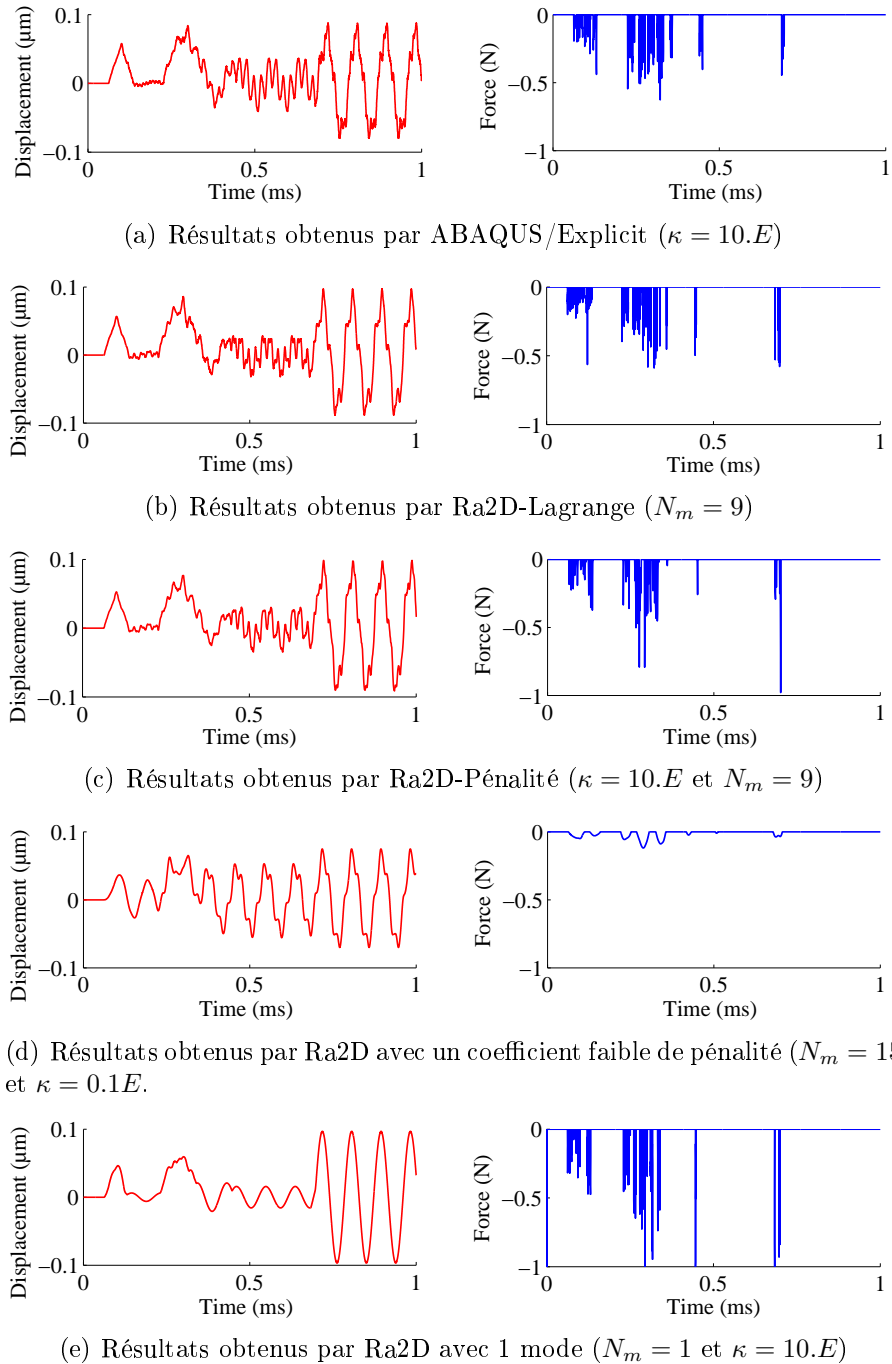 Displacement (µm)
0.1
0
−0.1
0
0.5
1
Time (ms)
Force (N)
0
−0.5
−1
0
0.5
1
Time (ms)
(a) Résultats obtenus par ABAQUS/Explicit (κ = 10.E)
Displacement (µm)
0.1
0
−0.1
0
0.5
1
Time (ms)
Force (N)
0
−0.5
−1
0
0.5
1
Time (ms)
(b) Résultats obtenus par Ra2D-Lagrange (N_m = 9)
Displacement (µm)
0.1
0
−0.1
0
0.5
1
Time (ms)
Force (N)
0
−0.5
−1
0
0.5
1
Time (ms)
(c) Résultats obtenus par Ra2D-Pénalité (κ = 10.E et N_m = 9)
Displacement (µm)
0.1
0
−0.1
0
0.5
1
Time (ms)
Force (N)
0
−0.5
−1
0
0.5
1
Time (ms)
(d) Résultats obtenus par Ra2D avec un coefficient faible de pénalité (N_m = 15
et κ = 0.1E.
Displacement (µm)
0.1
0
−0.1
0
0.5
1
Time (ms)
Force (N)
0
−0.5
−1
0
0.5
1
Time (ms)
(e) Résultats obtenus par Ra2D avec 1 mode (N_m = 1 et κ = 10.E)